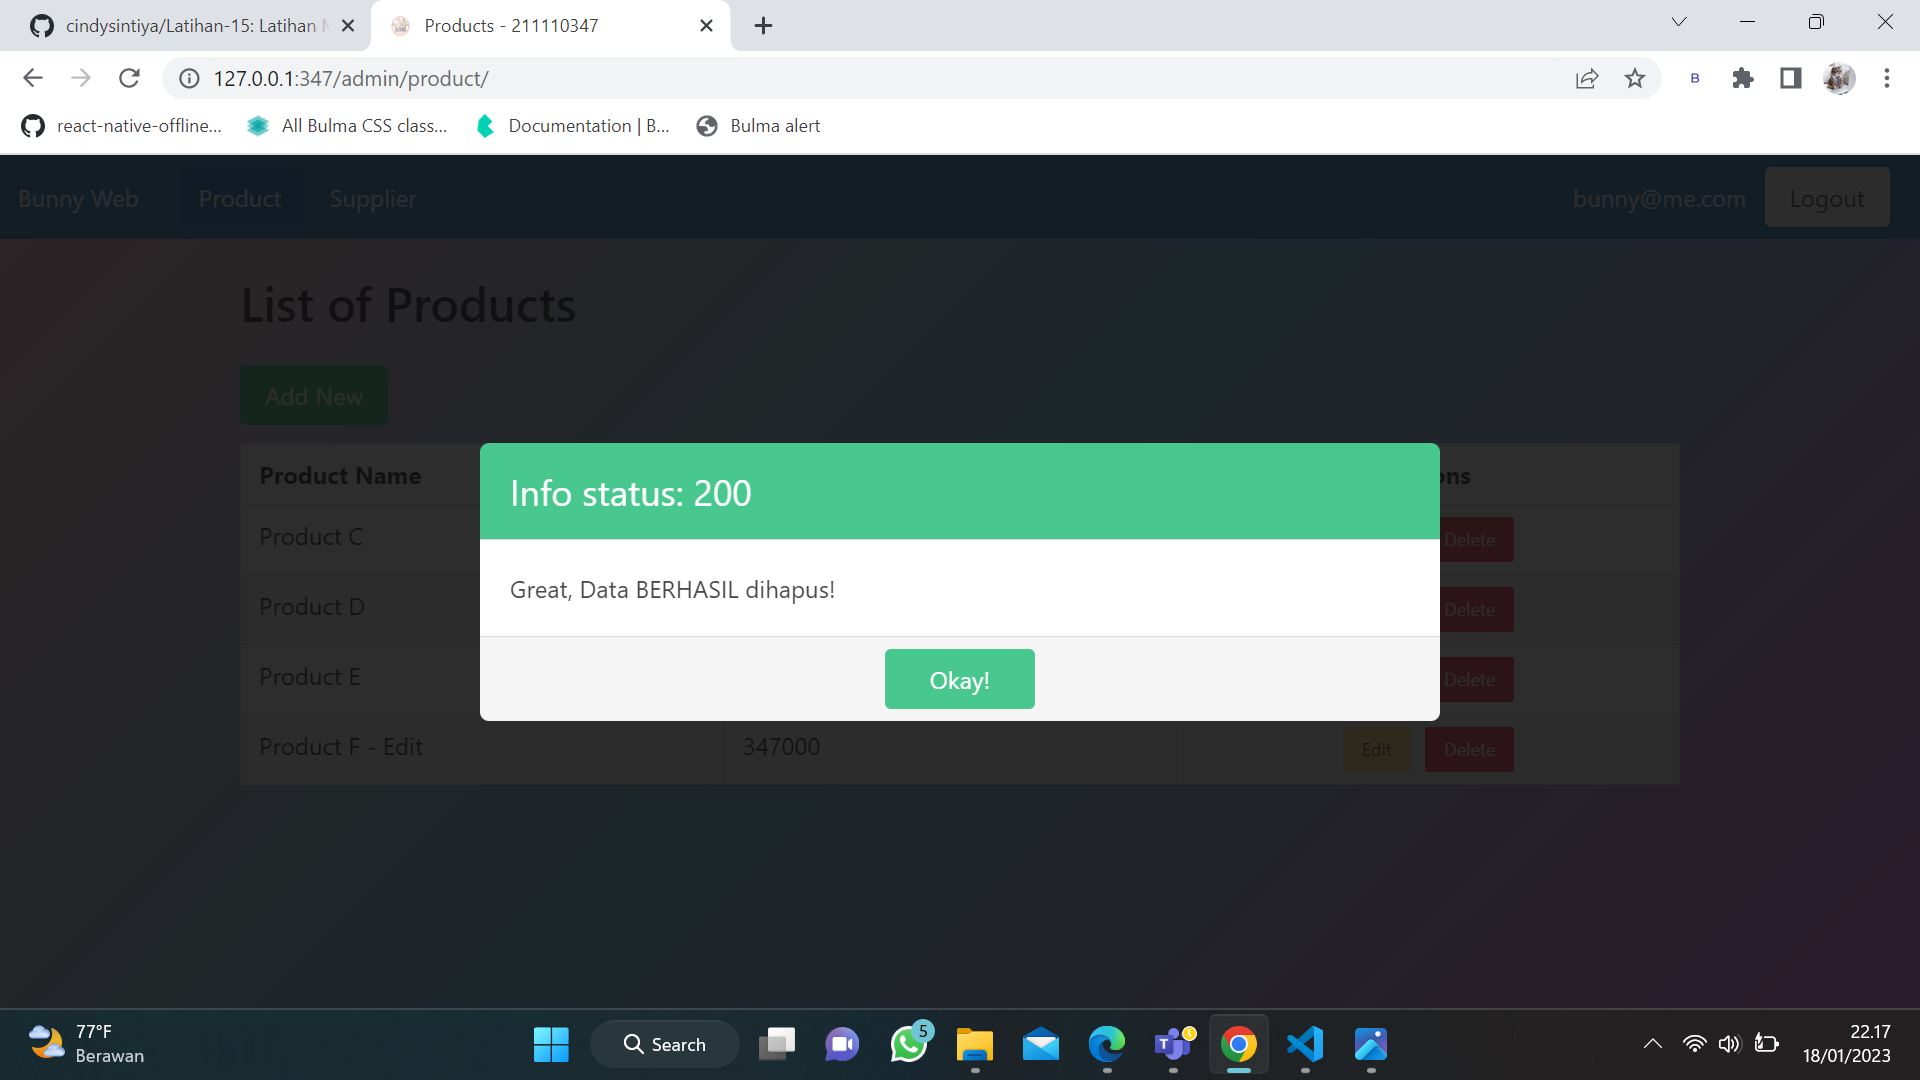 cindysintiya/Latihan-15: Latihan
Products - 211110347
127.0.0.1:347/admin/product/
B
react-native-offline...
All Bulma CSS class...
Documentation | B...
Bulma alert
Bunny Web
Product
Supplier
bunny@me.com
Logout
List of Products
Add New
Product Name
ons
Info status: 200
Product C
Delete
Great, Data BERHASIL dihapus!
Product D
Delete
Product E
Okay!
Delete
Product F - Edit
347000
Edit
Delete
77°F
Berawan
Search
5
T
22.17
18/01/2023